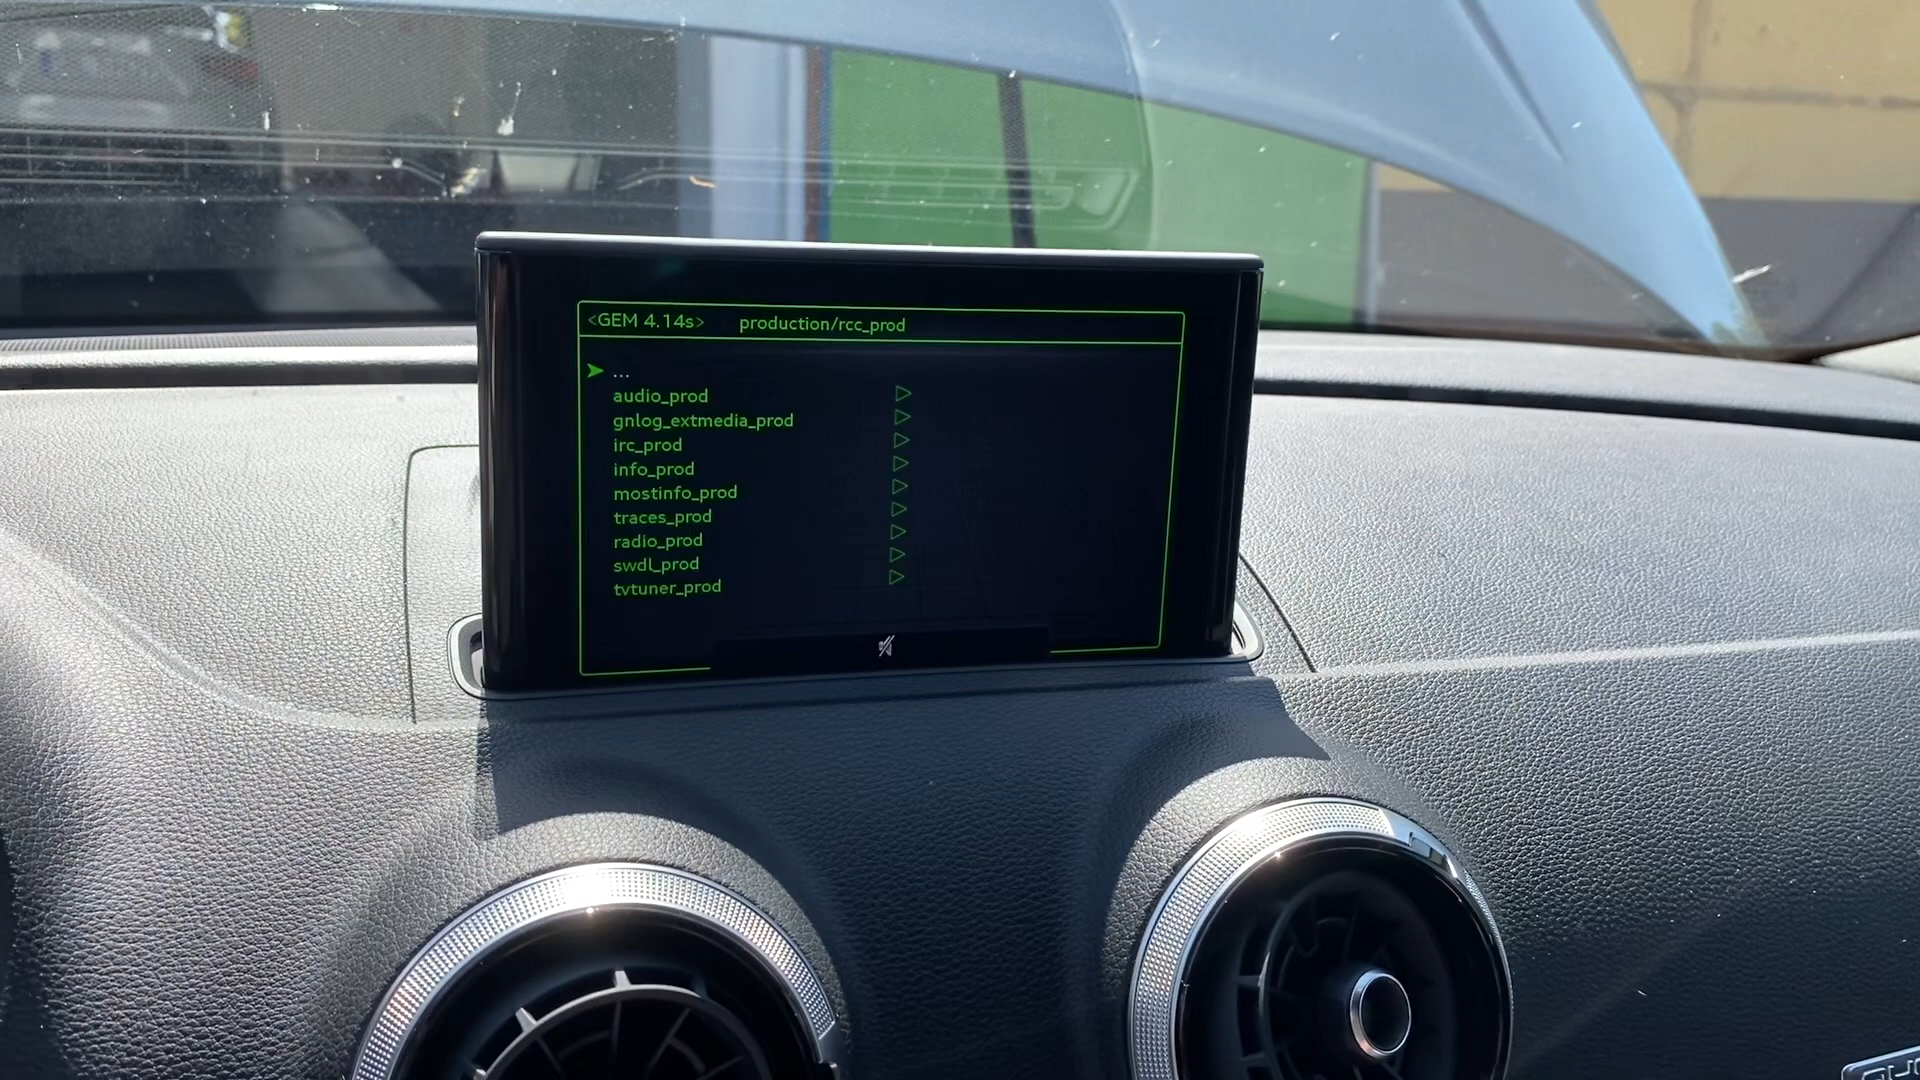 <GEM 4.14s> production/rcc_prod
...
audio_prod
gnlog_extmedia_prod
irc_prod
info_prod
mostinfo_prod
traces_prod
radio_prod
swdl_prod
tvtuner_prod